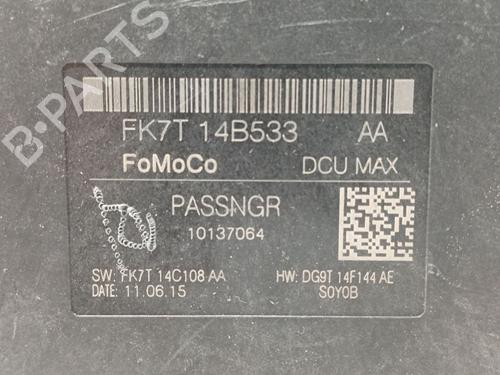 B-PARTS
FK7T 14B533 AA
FoMoCo DCU MAX
PASSNGR
10137064
SW: FK7T 14C108 AA HW: DG9T 14F144 AE
DATE: 11.06.15 S0Y0B